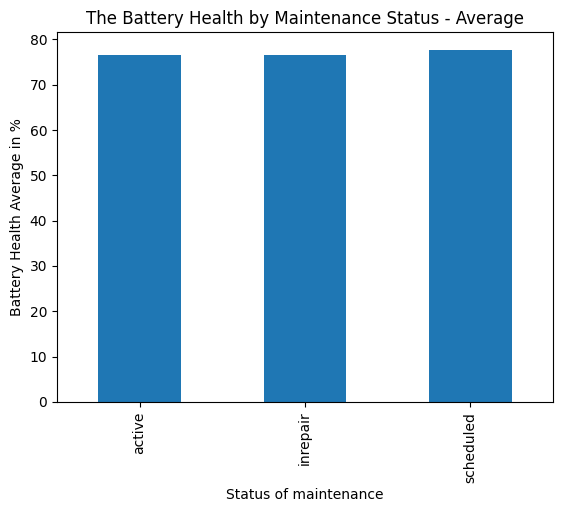 The Battery Health by Maintenance Status - Average
Battery Health Average in %
80
70
60
50
40
30
20
10
0
active
inrepair
scheduled
Status of maintenance